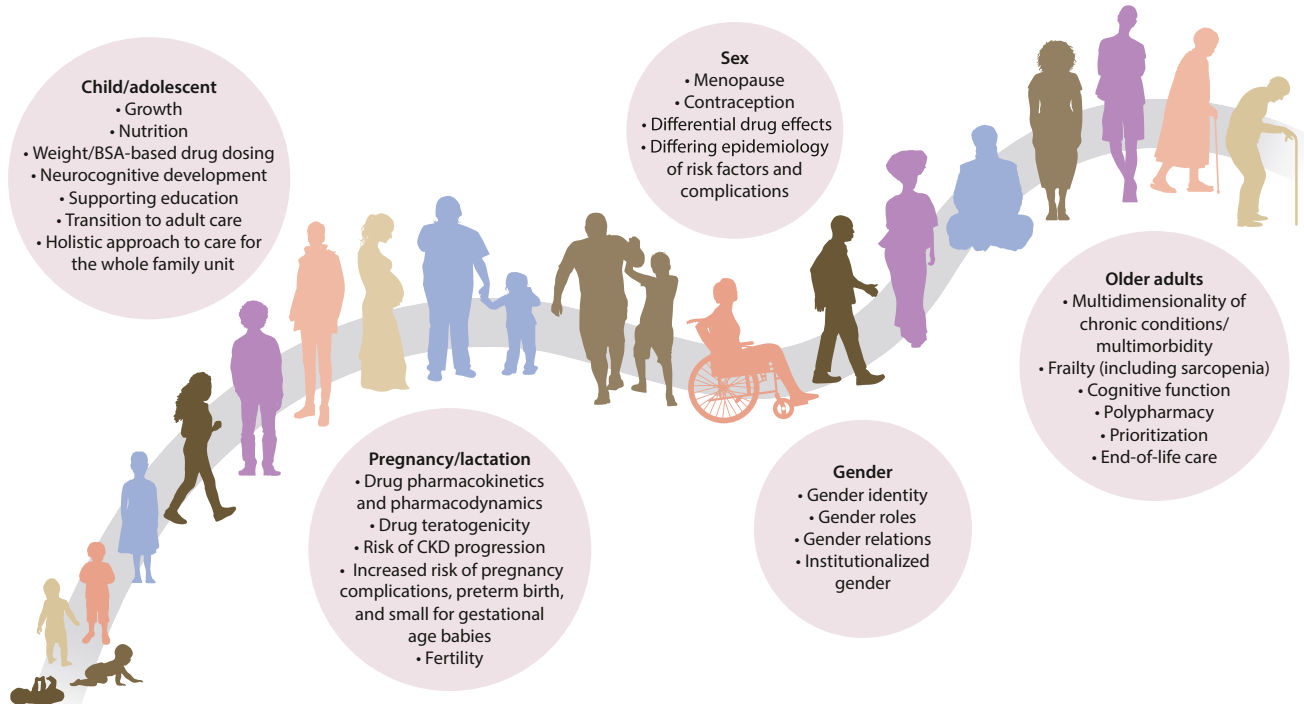 Child/adolescent
• Growth
• Nutrition
• Weight/BSA-based drug dosing
• Neurocognitive development
• Supporting education
• Transition to adult care
• Holistic approach to care for
the whole family unit
Pregnancy/lactation
• Drug pharmacokinetics
and pharmacodynamics
• Drug teratogenicity
• Risk of CKD progression
• Increased risk of pregnancy
complications, preterm birth,
and small for gestational
age babies
• Fertility
Sex
• Menopause
• Contraception
• Differential drug effects
• Differing epidemiology
of risk factors and
complications
Gender
• Gender identity
• Gender roles
• Gender relations
• Institutionalized
gender
Older adults
• Multidimensionality of
chronic conditions/
multimorbidity
• Frailty (including sarcopenia)
• Cognitive function
• Polypharmacy
• Prioritization
• End-of-life care